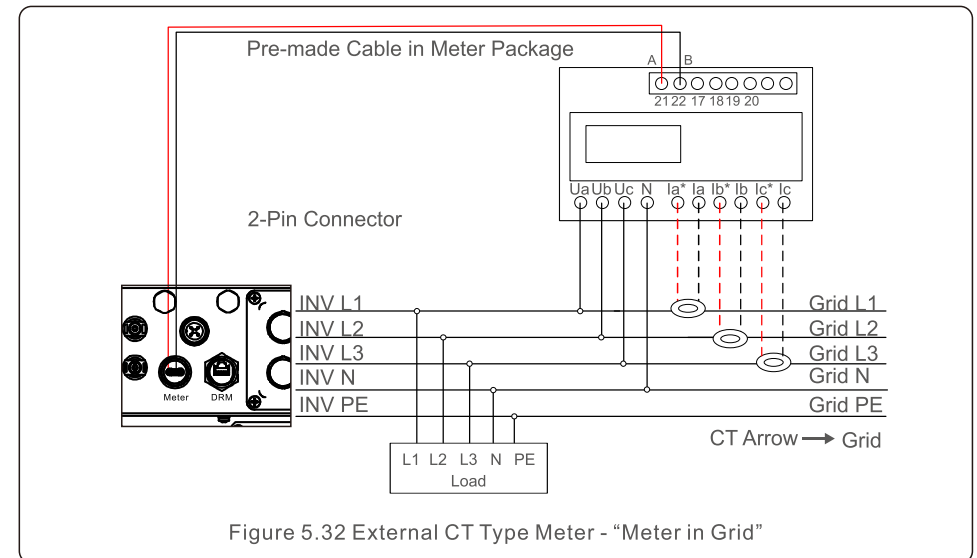 Pre-made Cable in Meter Package
A B
21 22 17 18 19 20
Ua Ub Uc N Ia* Ia Ib* Ib Ic* Ic
2-Pin Connector
INV L1 Grid L1
INV L2 Grid L2
INV L3 Grid L3
INV N Grid N
INV PE Grid PE
Meter DRM
CT Arrow → Grid
L1 L2 L3 N PE
Load
Figure 5.32 External CT Type Meter - “Meter in Grid”